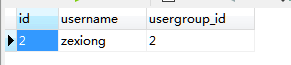 id username usergroup_id
2 zexiong 2